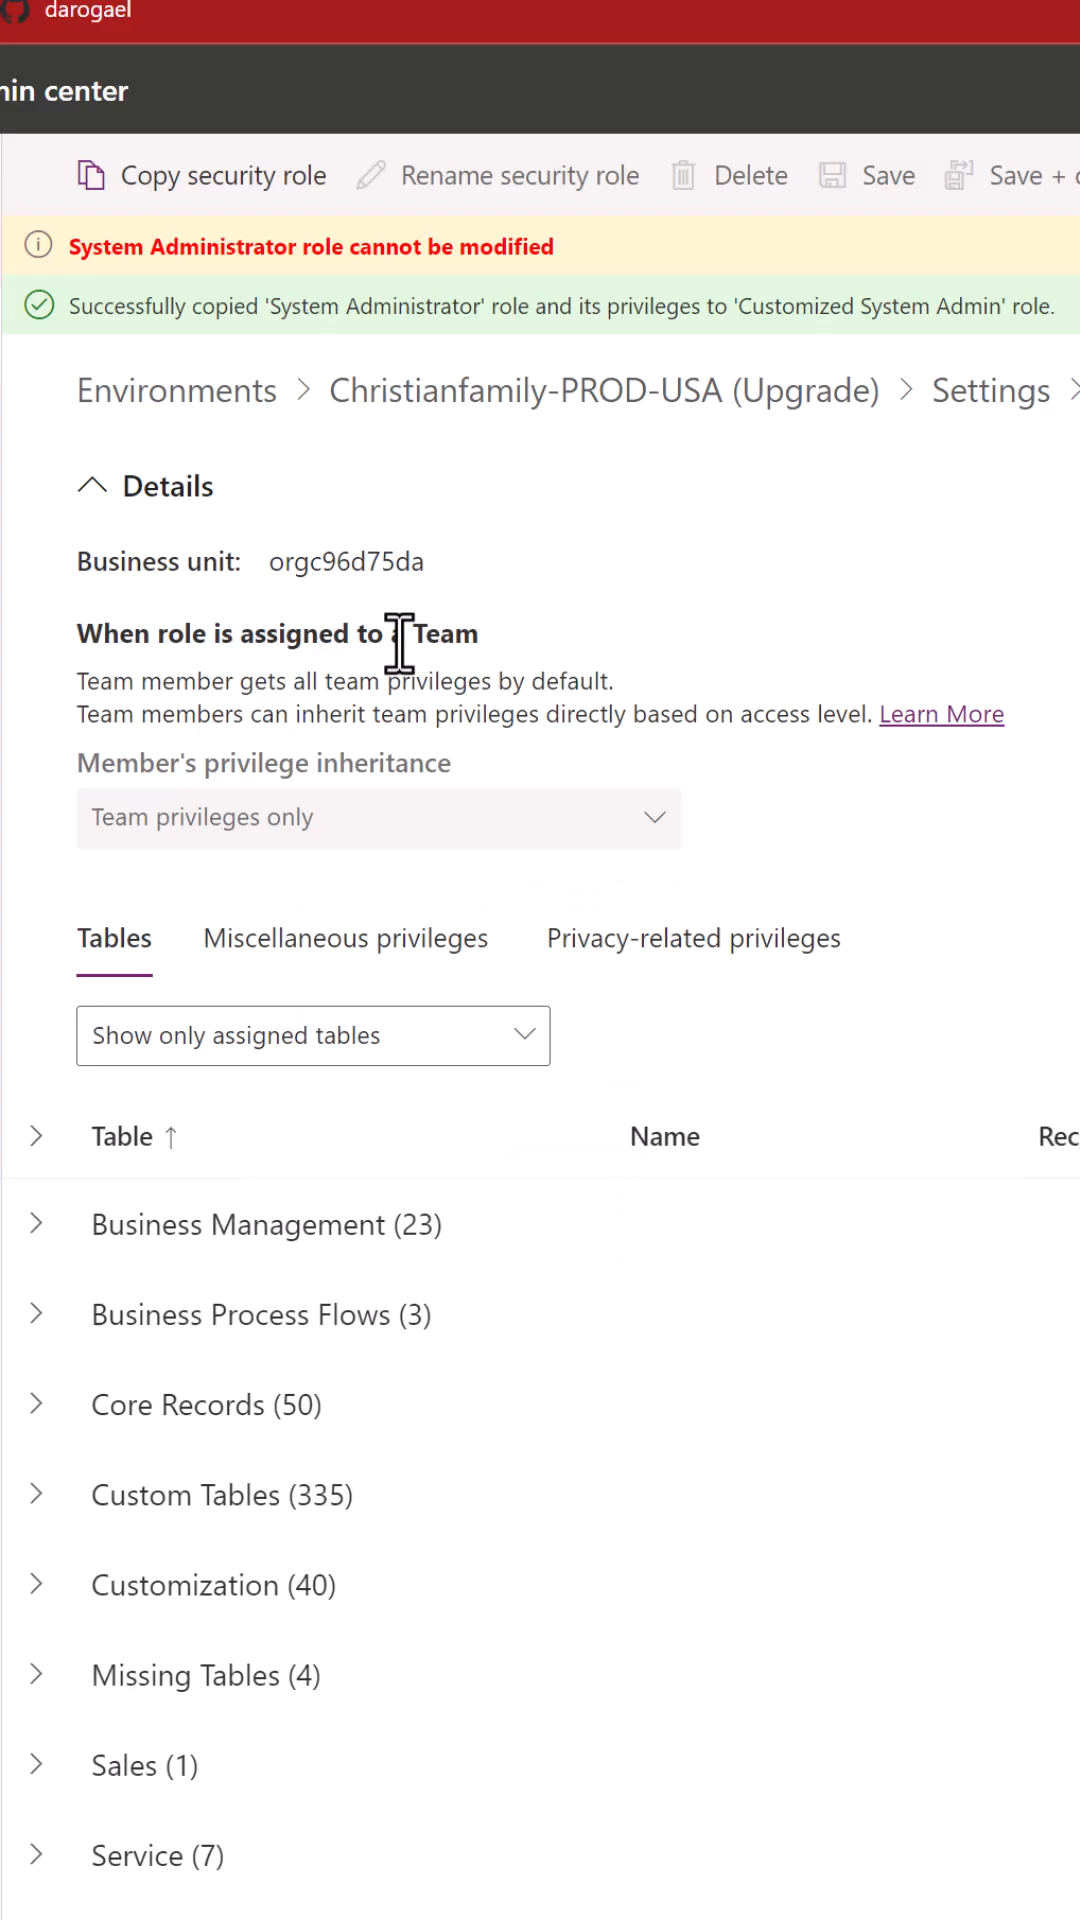 darogael
min center
Copy security role Rename security role Delete Save Save +
System Administrator role cannot be modified
Successfully copied 'System Administrator' role and its privileges to 'Customized System Admin' role.
Environments > Christianfamily-PROD-USA (Upgrade) > Settings >
Details
Business unit: orgc96d75da
When role is assigned to a Team
Team member gets all team privileges by default.
Team members can inherit team privileges directly based on access level. Learn More
Member's privilege inheritance
Team privileges only
Tables Miscellaneous privileges Privacy-related privileges
Show only assigned tables
Table ↑ Name Rec
Business Management (23)
Business Process Flows (3)
Core Records (50)
Custom Tables (335)
Customization (40)
Missing Tables (4)
Sales (1)
Service (7)